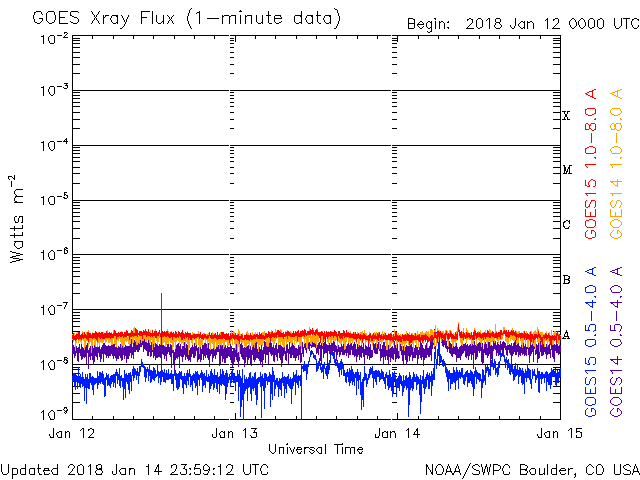 GOES Xray Flux (1-minute data)
Begin: 2018 Jan 12 0000 UTC
10⁻²
10⁻³
10⁻⁴
10⁻⁵
10⁻⁶
10⁻⁷
10⁻⁸
10⁻⁹
Watts m⁻²
X
M
C
B
A
GOES15 1.0-8.0 A
GOES14 1.0-8.0 A
GOES15 0.5-4.0 A
GOES14 0.5-4.0 A
Jan 12
Jan 13
Jan 14
Jan 15
Universal Time
Updated 2018 Jan 14 23:59:12 UTC
NOAA/SWPC Boulder, CO USA